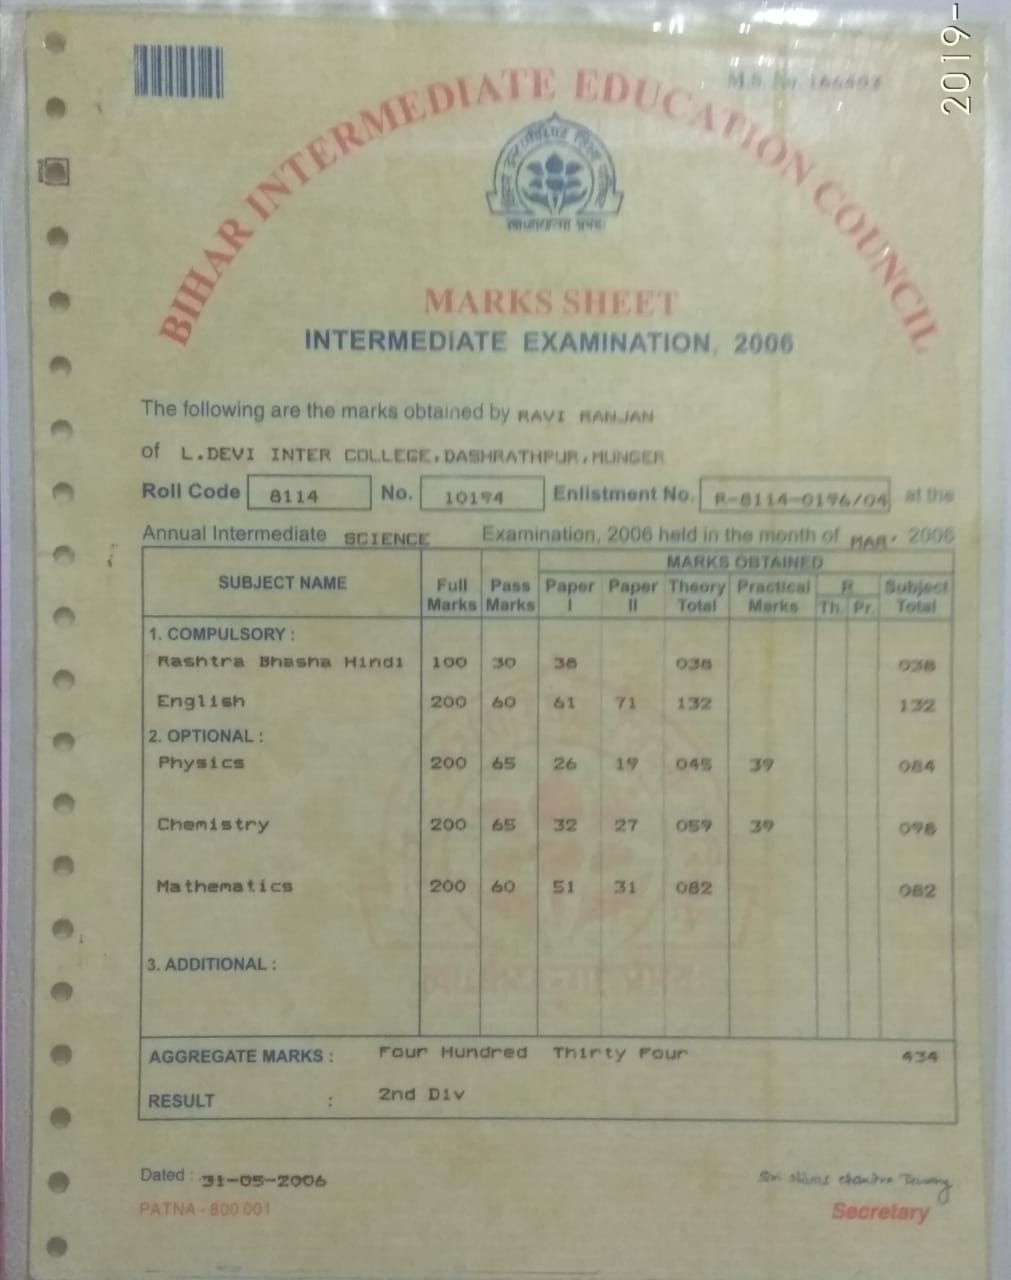 2019-
M.S. No.
BIHAR INTERMEDIATE EDUCATION COUNCIL
MARKS SHEET
INTERMEDIATE EXAMINATION, 2006
The following are the marks obtained by RAVI RANJAN
of L.DEVI INTER COLLEGE,DASHRATHPUR,MUNGER
Roll Code 8114 No. 10194 Enlistment No. R-8114-0196/04 at the
Annual Intermediate SCIENCE Examination, 2006 held in the month of MAR' 2006
MARKS OBTAINED
SUBJECT NAME Full Marks Pass Marks Paper I Paper II Theory Total Practical Marks R Th. Pr. Subject Total
1. COMPULSORY :
Rashtra Bhasha Hindi 100 30 38 038 038
English 200 60 61 71 132 132
2. OPTIONAL :
Physics 200 65 26 19 045 39 084
Chemistry 200 65 32 27 059 39 098
Mathematics 200 60 51 31 082 082
3. ADDITIONAL :
AGGREGATE MARKS : Four Hundred Thirty Four 434
RESULT : 2nd Div
Dated : 31-05-2006
PATNA - 800 001
Secretary